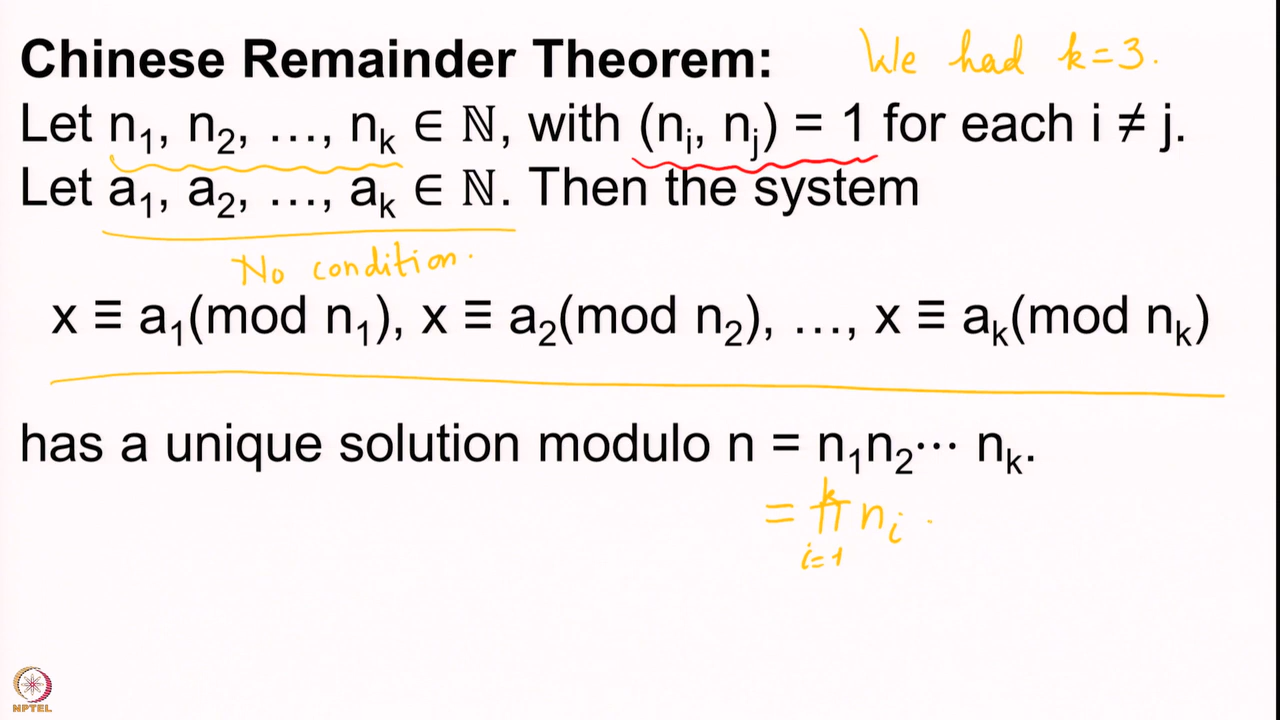 Chinese Remainder Theorem:
We had k=3.
Let n₁, n₂, …, nₖ ∈ ℕ, with (nᵢ, nⱼ) = 1 for each i ≠ j.
Let a₁, a₂, …, aₖ ∈ ℕ. Then the system
No condition.
x ≡ a₁(mod n₁), x ≡ a₂(mod n₂), …, x ≡ aₖ(mod nₖ)
has a unique solution modulo n = n₁n₂⋯ nₖ.
= ∏ᵏᵢ₌₁ nᵢ.
NPTEL